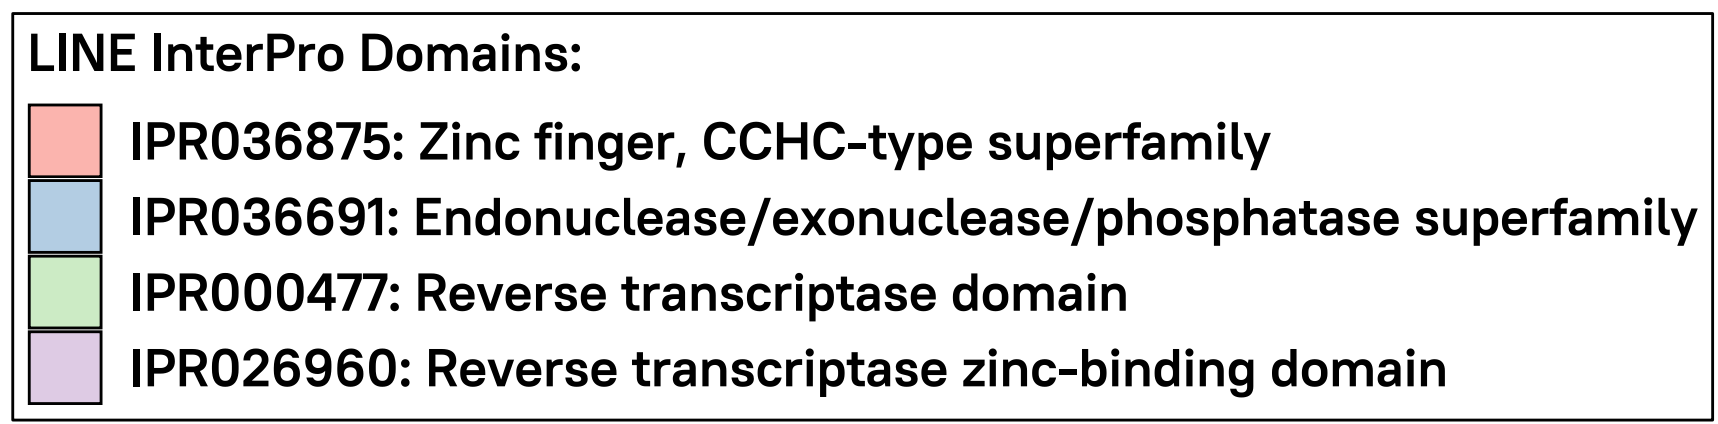 LINE InterPro Domains:
IPR036875: Zinc finger, CCHC-type superfamily
IPR036691: Endonuclease/exonuclease/phosphatase superfamily
IPR000477: Reverse transcriptase domain
IPR026960: Reverse transcriptase zinc-binding domain